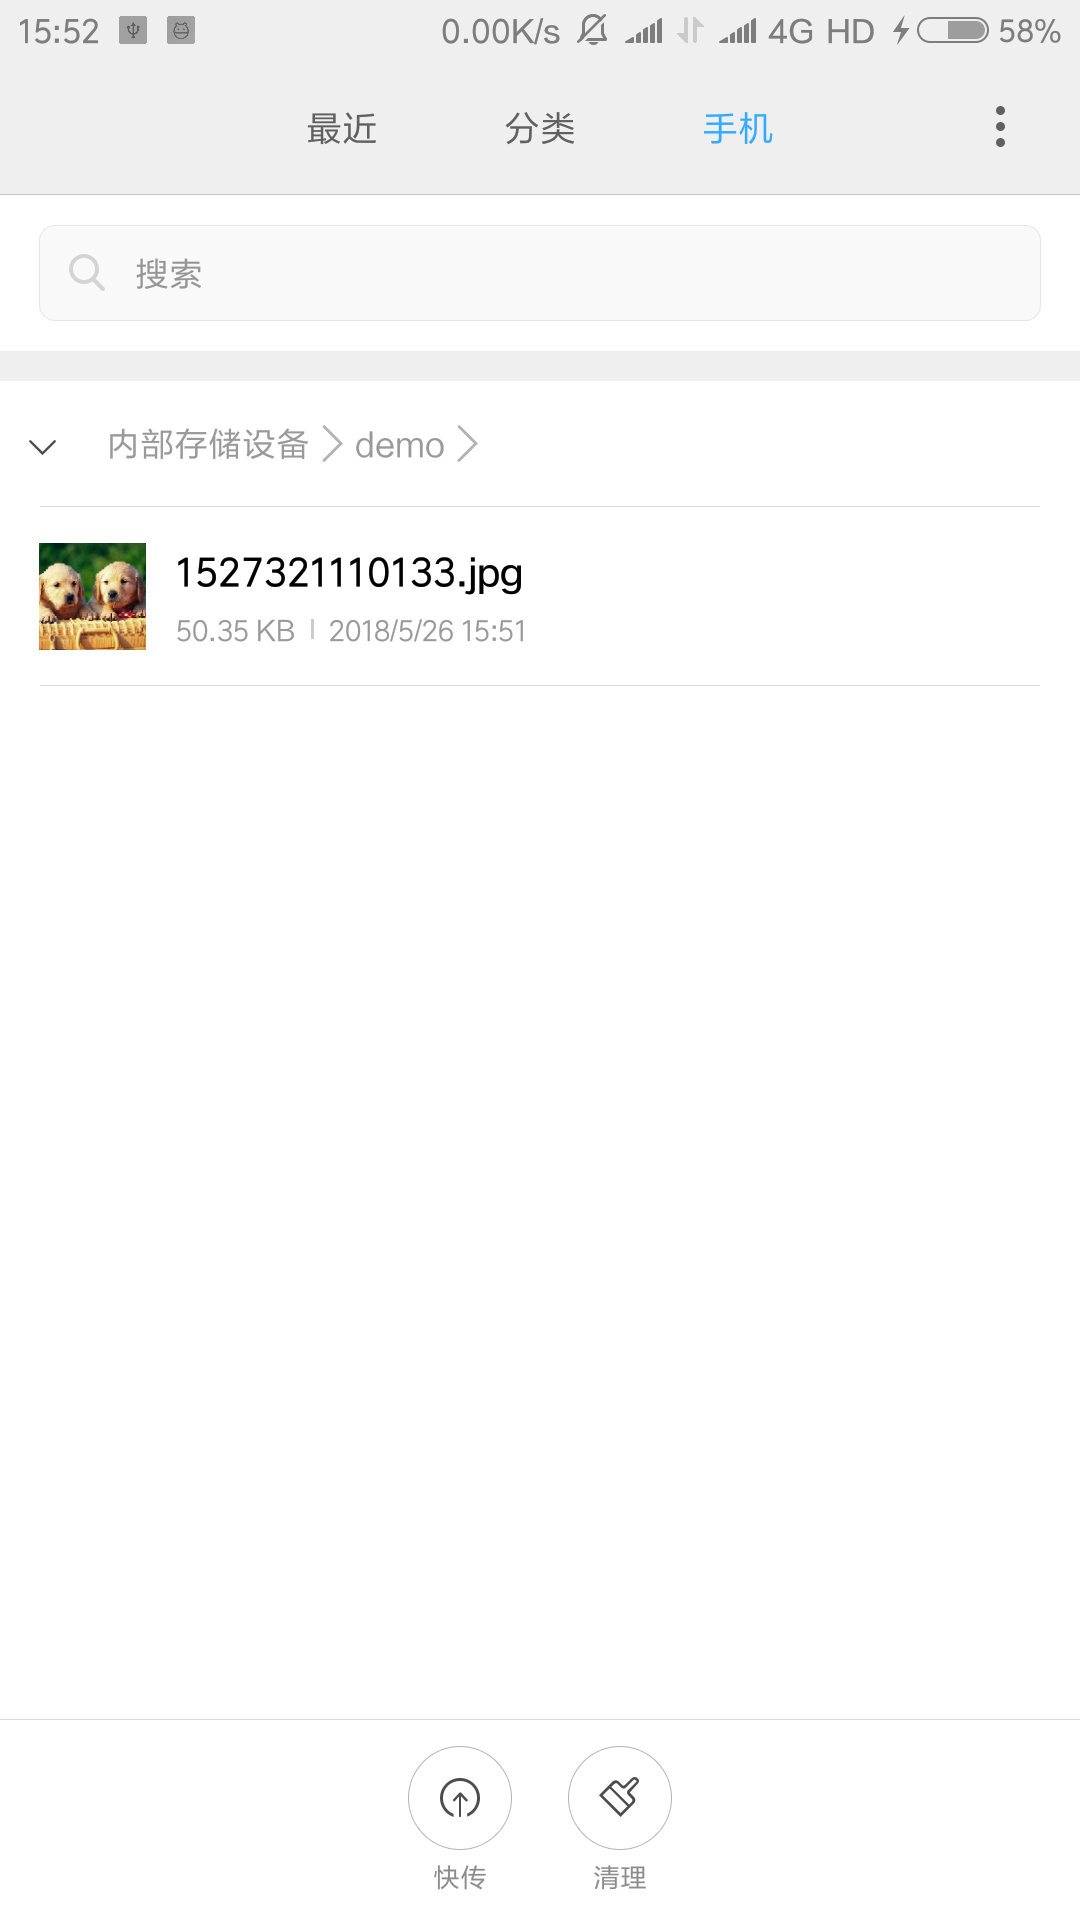 15:52 0.00K/s 4G HD 58%
最近 分类 手机
搜索
内部存储设备 demo
1527321110133.jpg
50.35 KB 2018/5/26 15:51
快传 清理